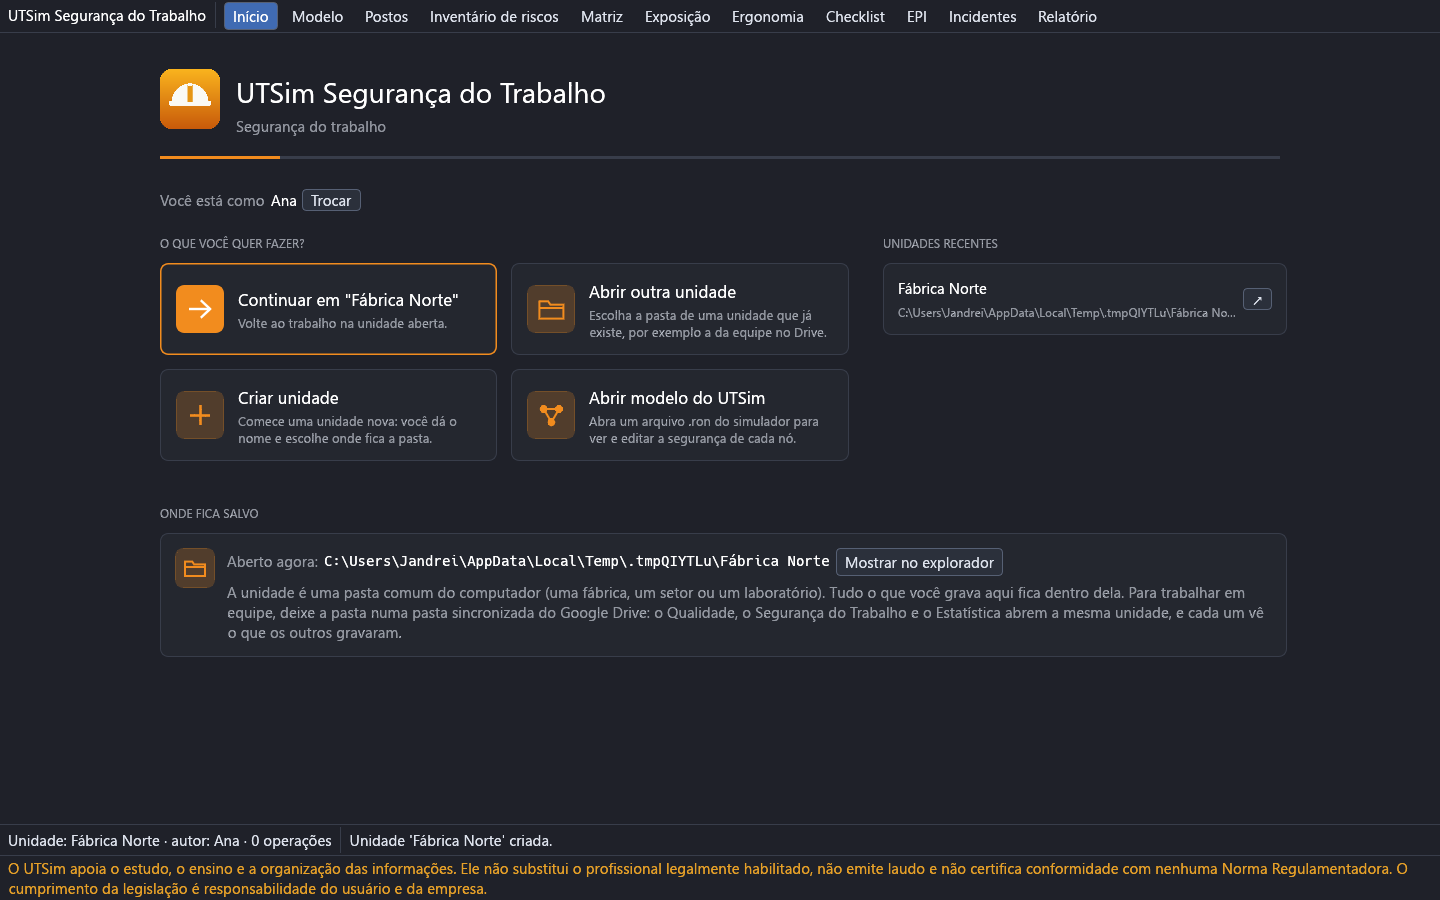 UTSim Segurança do Trabalho
Início
Modelo
Postos
Inventário de riscos
Matriz
Exposição
Ergonomia
Checklist
EPI
Incidentes
Relatório
UTSim Segurança do Trabalho
Segurança do trabalho
Você está como Ana Trocar
O QUE VOCÊ QUER FAZER?
Continuar em "Fábrica Norte"
Volte ao trabalho na unidade aberta.
Abrir outra unidade
Escolha a pasta de uma unidade que já
existe, por exemplo a da equipe no Drive.
Criar unidade
Comece uma unidade nova: você dá o
nome e escolhe onde fica a pasta.
Abrir modelo do UTSim
Abra um arquivo .ron do simulador para
ver e editar a segurança de cada nó.
UNIDADES RECENTES
Fábrica Norte
C:\Users\Jandrei\AppData\Local\Temp\.tmpQIYTLu\Fábrica No...
ONDE FICA SALVO
Aberto agora: C:\Users\Jandrei\AppData\Local\Temp\.tmpQIYTLu\Fábrica Norte Mostrar no explorador
A unidade é uma pasta comum do computador (uma fábrica, um setor ou um laboratório). Tudo o que você grava aqui fica dentro dela. Para trabalhar em
equipe, deixe a pasta numa pasta sincronizada do Google Drive: o Qualidade, o Segurança do Trabalho e o Estatística abrem a mesma unidade, e cada um vê
o que os outros gravaram.
Unidade: Fábrica Norte · autor: Ana · 0 operações
Unidade 'Fábrica Norte' criada.
O UTSim apoia o estudo, o ensino e a organização das informações. Ele não substitui o profissional legalmente habilitado, não emite laudo e não certifica conformidade com nenhuma Norma Regulamentadora. O
cumprimento da legislação é responsabilidade do usuário e da empresa.